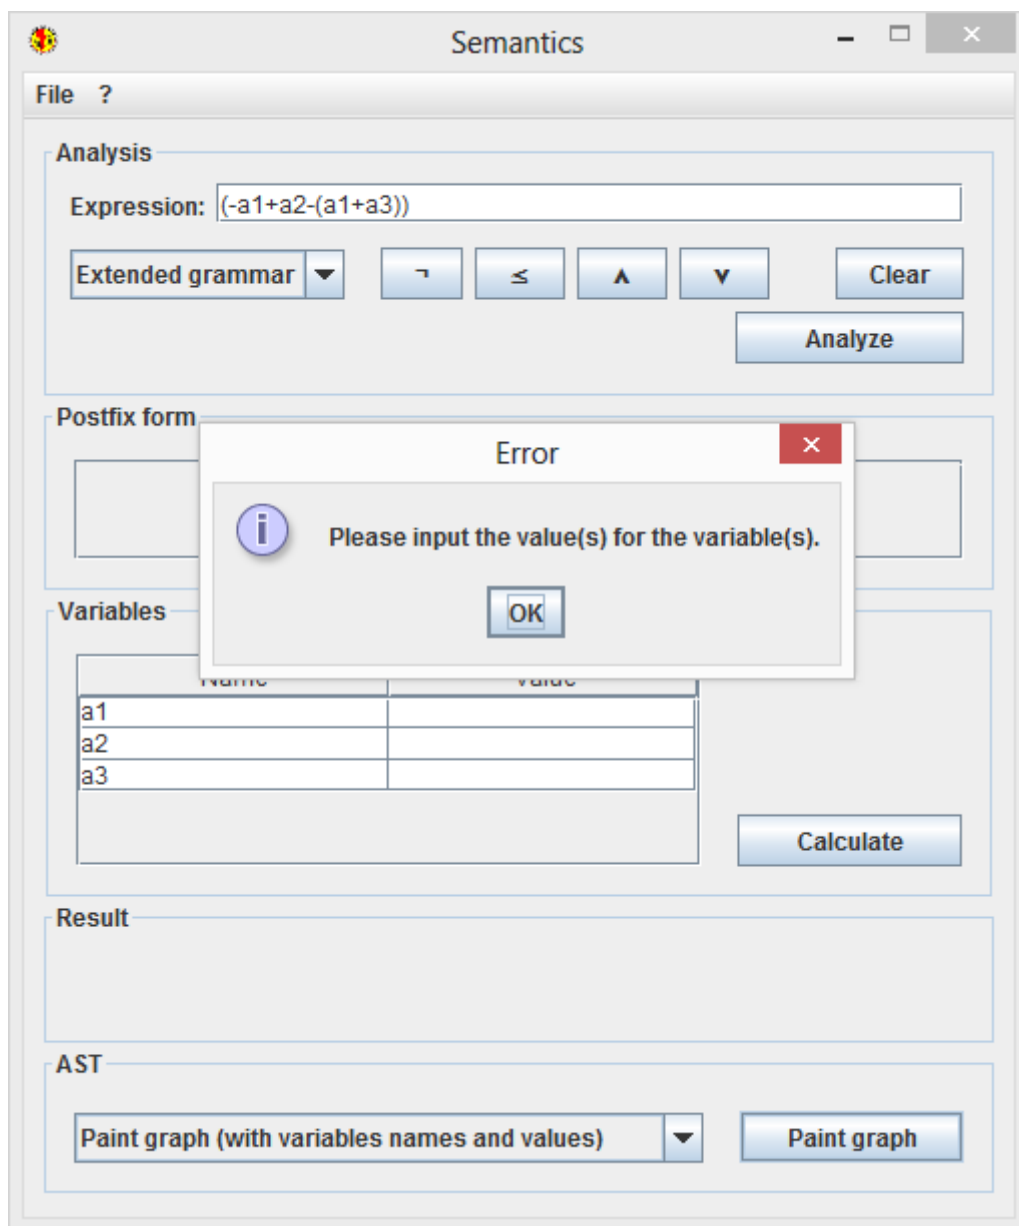 Semantics
File ?
Analysis
Expression: (-a1+a2-(a1+a3))
Extended grammar ¬ ≤ ∧ ∨ Clear
Analyze
Postfix form
Error
Please input the value(s) for the variable(s).
OK
Variables
Name Value
a1
a2
a3
Calculate
Result
AST
Paint graph (with variables names and values) Paint graph